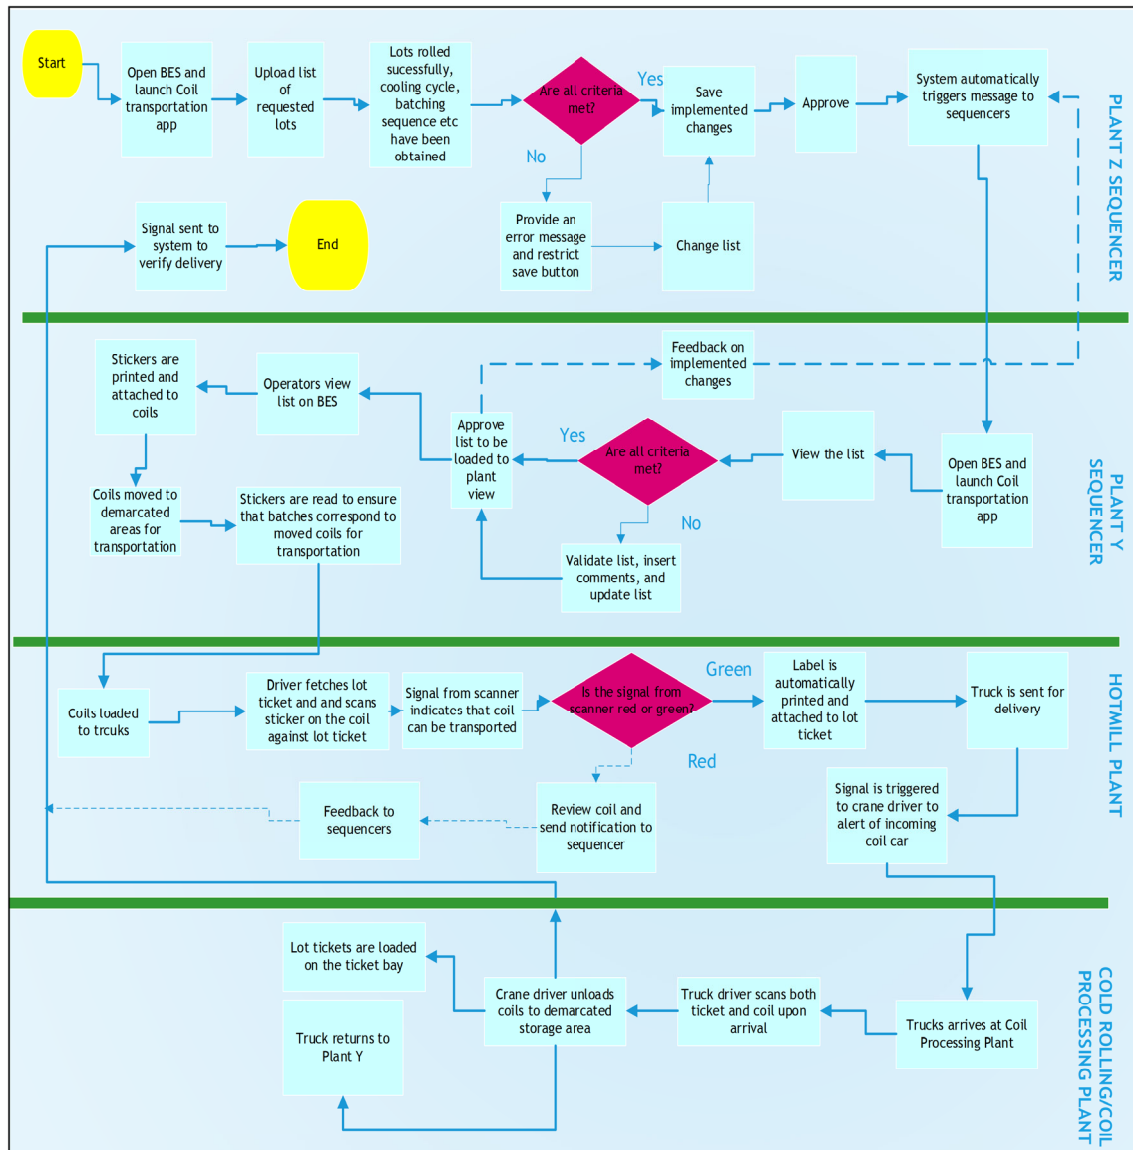 Start
Open BES and
launch Coil
transportation
app
Upload list
of
requested
lots
Lots rolled
sucessfully,
cooling cycle,
batching
sequence etc
have been
obtained
Are all criteria
met?
Yes
No
Save
implemented
changes
Approve
System automatically
triggers message to
sequencers
Provide an
error message
and restrict
save button
Change list
Signal sent to
system to
verify delivery
End
PLANT Z SEQUENCER
Stickers are
printed and
attached to
coils
Operators view
list on BES
Feedback on
implemented
changes
Approve
list to be
loaded to
plant
view
Yes
Are all criteria
met?
No
View the list
Open BES and
launch Coil
transportation
app
Coils moved to
demarcated
areas for
transportation
Stickers are read to ensure
that batches correspond to
moved coils for
transportation
Validate list, insert
comments, and
update list
PLANT Y
SEQUENCER
Coils loaded
to trcuks
Driver fetches lot
ticket and and scans
sticker on the coil
against lot ticket
Signal from scanner
indicates that coil
can be transported
Is the signal from
scanner red or green?
Green
Red
Label is
automatically
printed and
attached to lot
ticket
Truck is sent for
delivery
Signal is triggered
to crane driver to
alert of incoming
coil car
Review coil and
send notification to
sequencer
Feedback to
sequencers
HOTMILL PLANT
Lot tickets are loaded
on the ticket bay
Truck returns to
Plant Y
Crane driver unloads
coils to demarcated
storage area
Truck driver scans both
ticket and coil upon
arrival
Trucks arrives at Coil
Processing Plant
COLD ROLLING/COIL
PROCESSING PLANT